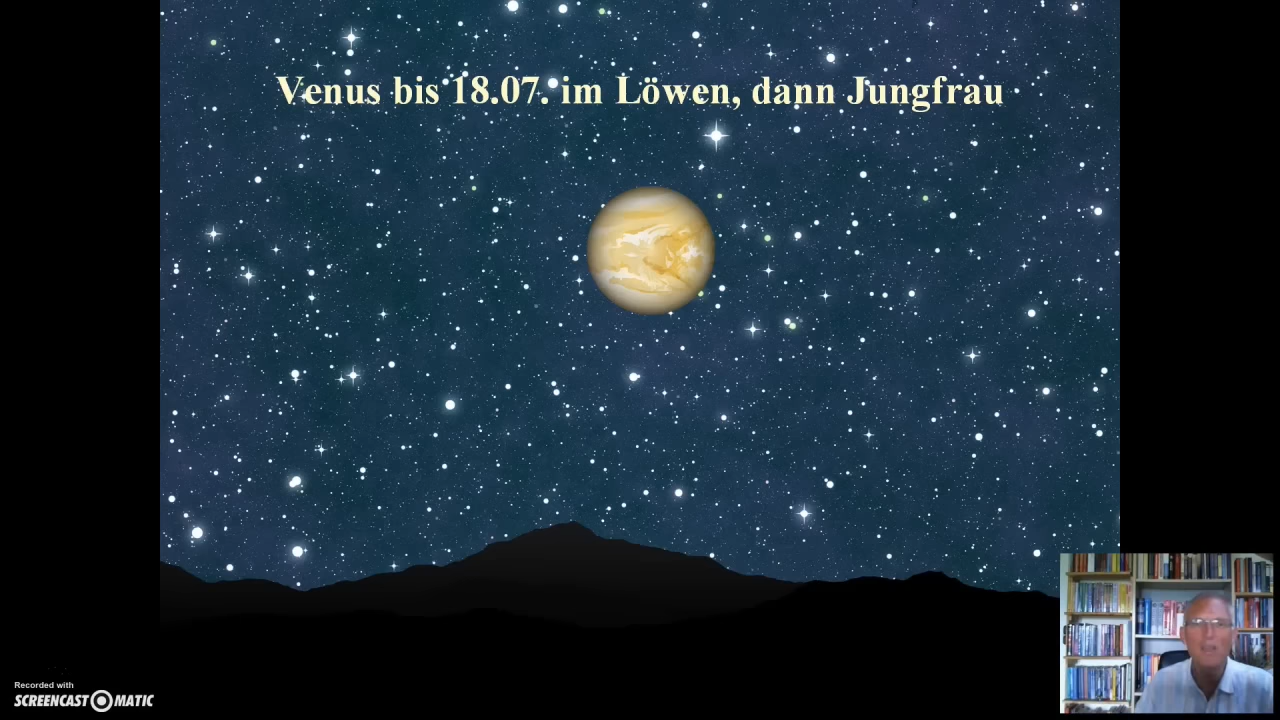 Venus bis 18.07. im Löwen, dann Jungfrau
Recorded with
SCREENCAST MATIC